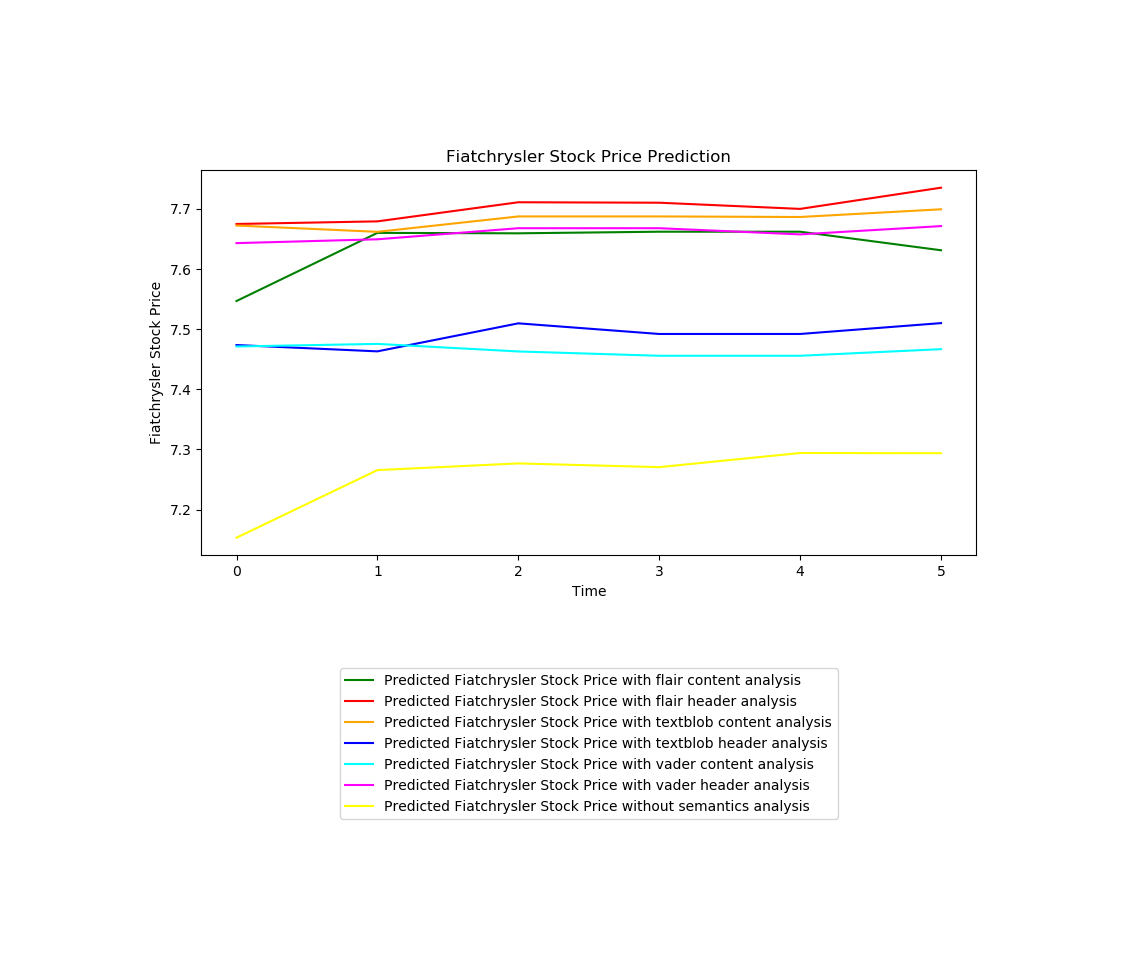 Fiatchrysler Stock Price Prediction
Fiatchrysler Stock Price
7.7
7.6
7.5
7.4
7.3
7.2
0 1 2 3 4 5
Time
Predicted Fiatchrysler Stock Price with flair content analysis
Predicted Fiatchrysler Stock Price with flair header analysis
Predicted Fiatchrysler Stock Price with textblob content analysis
Predicted Fiatchrysler Stock Price with textblob header analysis
Predicted Fiatchrysler Stock Price with vader content analysis
Predicted Fiatchrysler Stock Price with vader header analysis
Predicted Fiatchrysler Stock Price without semantics analysis